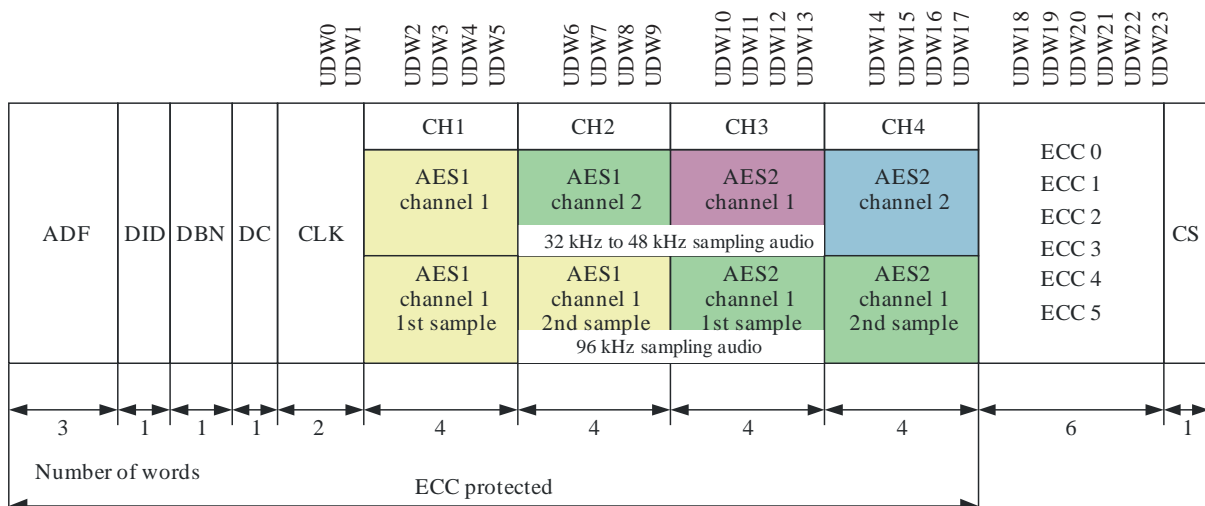 UDW0
UDW1
UDW2
UDW3
UDW4
UDW5
UDW6
UDW7
UDW8
UDW9
UDW10
UDW11
UDW12
UDW13
UDW14
UDW15
UDW16
UDW17
UDW18
UDW19
UDW20
UDW21
UDW22
UDW23
ADF
DID
DBN
DC
CLK
CH1
CH2
CH3
CH4
AES1
channel 1
AES1
channel 2
AES2
channel 1
AES2
channel 2
32 kHz to 48 kHz sampling audio
AES1
channel 1
1st sample
AES1
channel 1
2nd sample
AES2
channel 1
1st sample
AES2
channel 1
2nd sample
96 kHz sampling audio
ECC 0
ECC 1
ECC 2
ECC 3
ECC 4
ECC 5
CS
3
1
1
1
2
4
4
4
4
6
1
Number of words
ECC protected